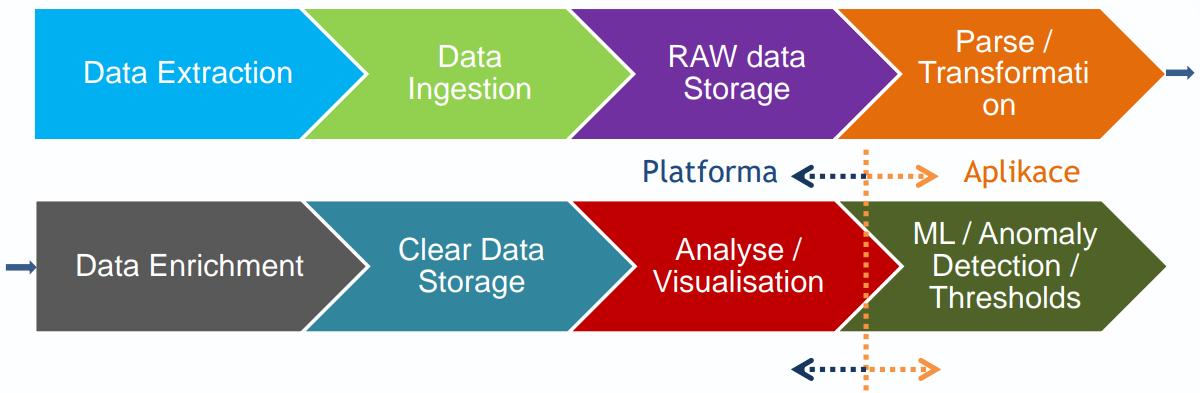 Data Extraction
Data
Ingestion
RAW data
Storage
Parse /
Transformati
on
Platforma
Aplikace
Data Enrichment
Clear Data
Storage
Analyse /
Visualisation
ML / Anomaly
Detection /
Thresholds